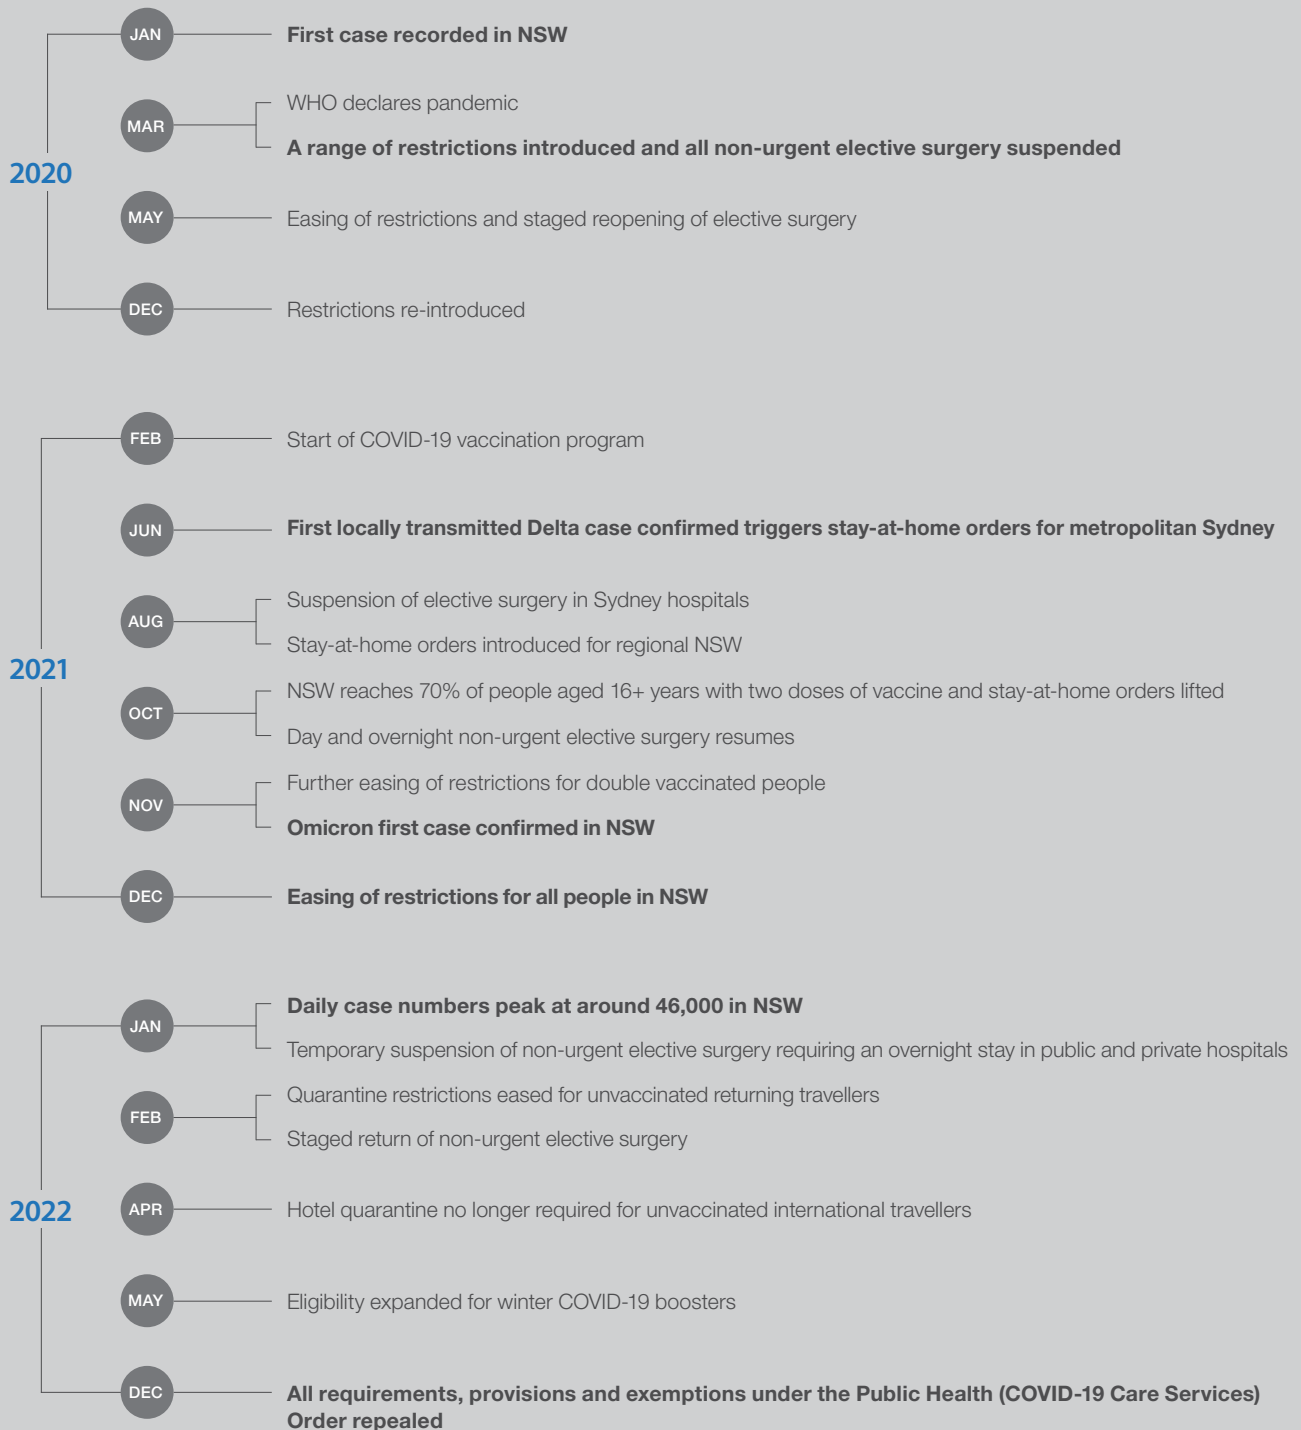 JAN
First case recorded in NSW
MAR
WHO declares pandemic
A range of restrictions introduced and all non-urgent elective surgery suspended
2020
MAY
Easing of restrictions and staged reopening of elective surgery
DEC
Restrictions re-introduced
FEB
Start of COVID-19 vaccination program
JUN
First locally transmitted Delta case confirmed triggers stay-at-home orders for metropolitan Sydney
AUG
Suspension of elective surgery in Sydney hospitals
Stay-at-home orders introduced for regional NSW
2021
OCT
NSW reaches 70% of people aged 16+ years with two doses of vaccine and stay-at-home orders lifted
Day and overnight non-urgent elective surgery resumes
NOV
Further easing of restrictions for double vaccinated people
Omicron first case confirmed in NSW
DEC
Easing of restrictions for all people in NSW
JAN
Daily case numbers peak at around 46,000 in NSW
Temporary suspension of non-urgent elective surgery requiring an overnight stay in public and private hospitals
FEB
Quarantine restrictions eased for unvaccinated returning travellers
Staged return of non-urgent elective surgery
2022
APR
Hotel quarantine no longer required for unvaccinated international travellers
MAY
Eligibility expanded for winter COVID-19 boosters
DEC
All requirements, provisions and exemptions under the Public Health (COVID-19 Care Services)
Order repealed